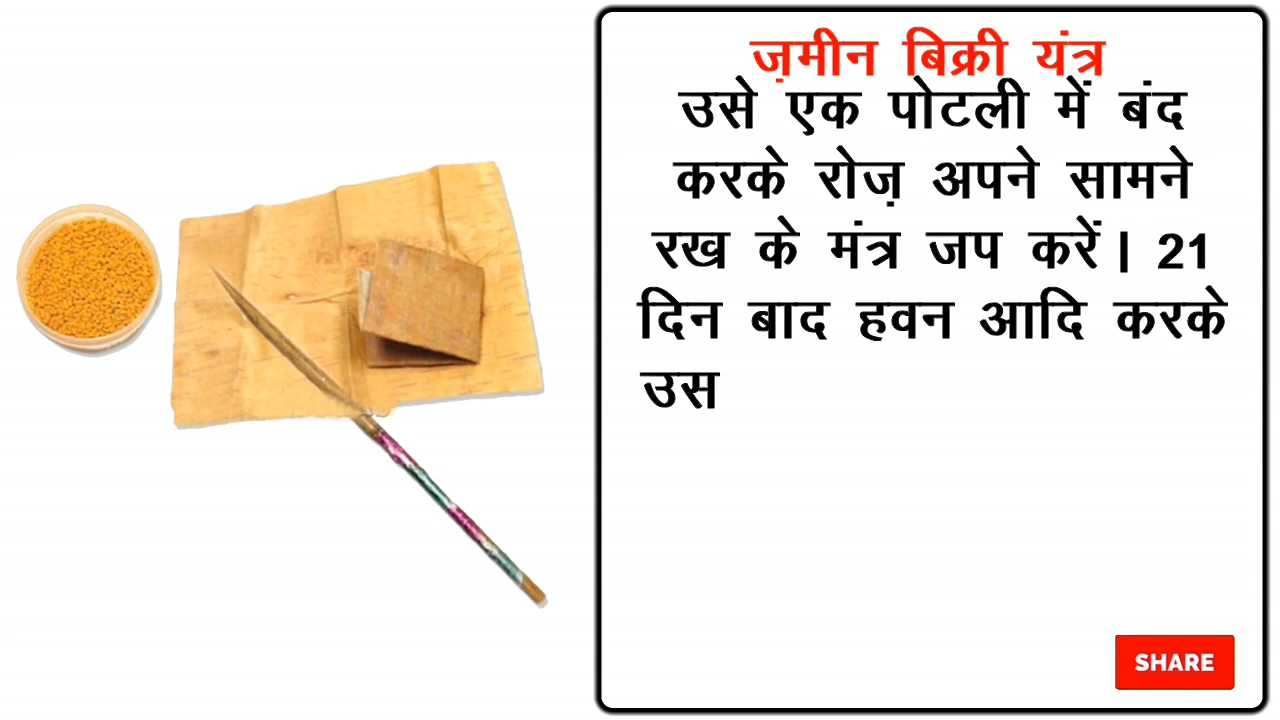 ज़मीन बिक्री यंत्र
उसे एक पोटली में बंद
करके रोज़ अपने सामने
रख के मंत्र जप करें | 21
दिन बाद हवन आदि करके
उस
SHARE